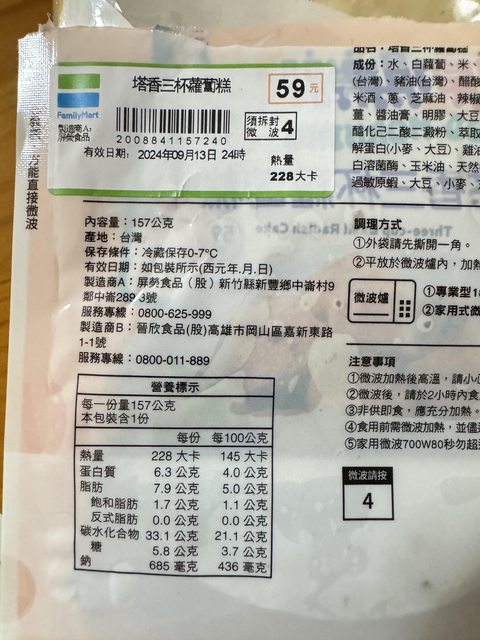 塔香三杯蘿蔔糕
59元
FamilyMart
製造商A:
屏榮食品
2008841157240
須拆封
微波 4
有效日期: 2024年09月13日 24時
熱量
228大卡
品名:塔香三杯蘿蔔糕
成份:水、白蘿蔔、米、
(台灣)、豬油(台灣)、醋酸
米酒、蔥、芝麻油、辣椒
薑、醬油膏、明膠、大豆
醯化己二酸二澱粉、萃取
解蛋白(小麥、大豆)、雞油
白溶菌酶、玉米油、天然
過敏原蝦、大豆、小麥、
方能直接微波
Three-cup Radish Cake
內容量:157公克
產地:台灣
保存條件:冷藏保存0-7°C
有效日期:如包裝所示(西元年.月.日)
製造商A:屏榮食品(股)新竹縣新豐鄉中崙村9
鄰中崙289-3號
服務專線:0800-625-999
製造商B:晉欣食品(股)高雄市岡山區嘉新東路
1-1號
服務專線:0800-011-889
營養標示
每一份量157公克
本包裝含1份
每份 每100公克
熱量 228 大卡 145 大卡
蛋白質 6.3 公克 4.0 公克
脂肪 7.9 公克 5.0 公克
飽和脂肪 1.7 公克 1.1 公克
反式脂肪 0.0 公克 0.0 公克
碳水化合物 33.1 公克 21.1 公克
糖 5.8 公克 3.7 公克
鈉 685 毫克 436 毫克
調理方式
①外袋請先撕開一角。
②平放於微波爐內,加熱
微波爐
①專業型1
②家用式微
注意事項
①微波加熱後高溫,請小心
②微波後,請於2小時內食
③非供即食,應充分加熱。
④食用前需微波加熱,並儘
⑤家用微波700W80秒勿超
微波請按
4